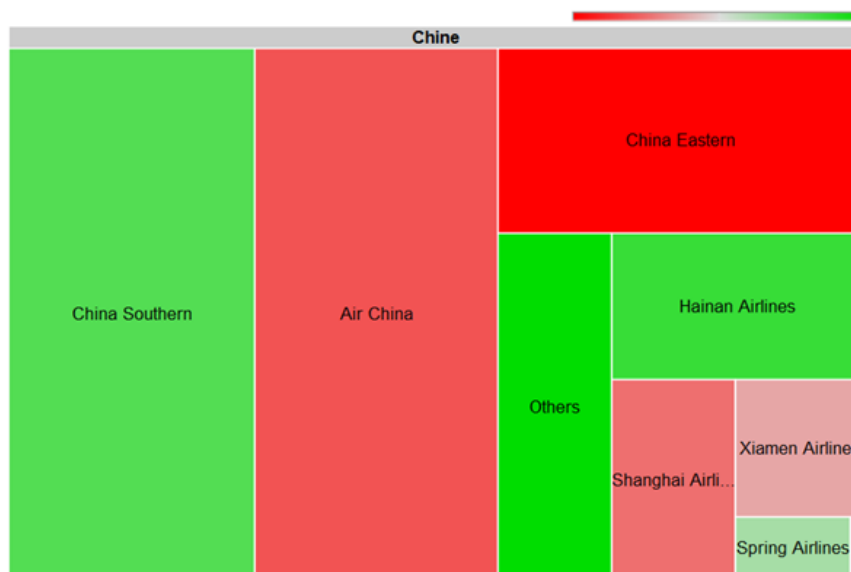 Chine
China Southern
Air China
China Eastern
Others
Hainan Airlines
Shanghai Airli...
Xiamen Airline
Spring Airlines